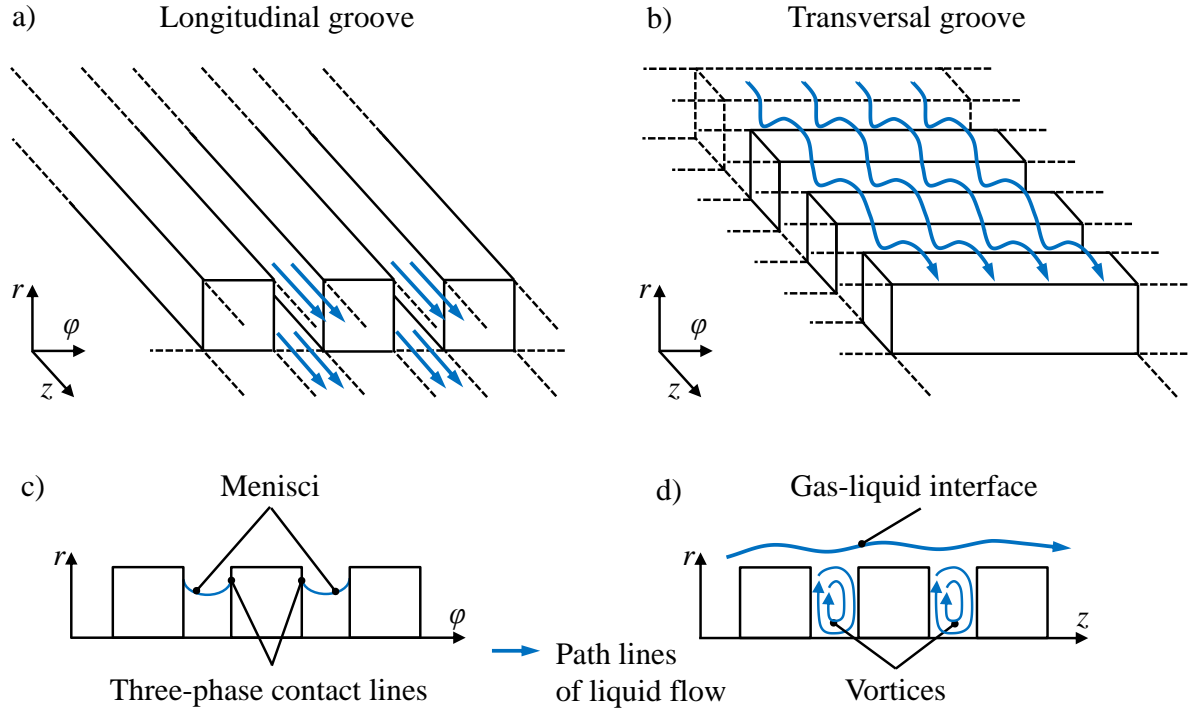 a)
Longitudinal groove
b)
Transversal groove
r
φ
z
r
φ
z
c)
Menisci
r
φ
Three-phase contact lines
d)
Gas-liquid interface
r
z
Vortices
Path lines
of liquid flow